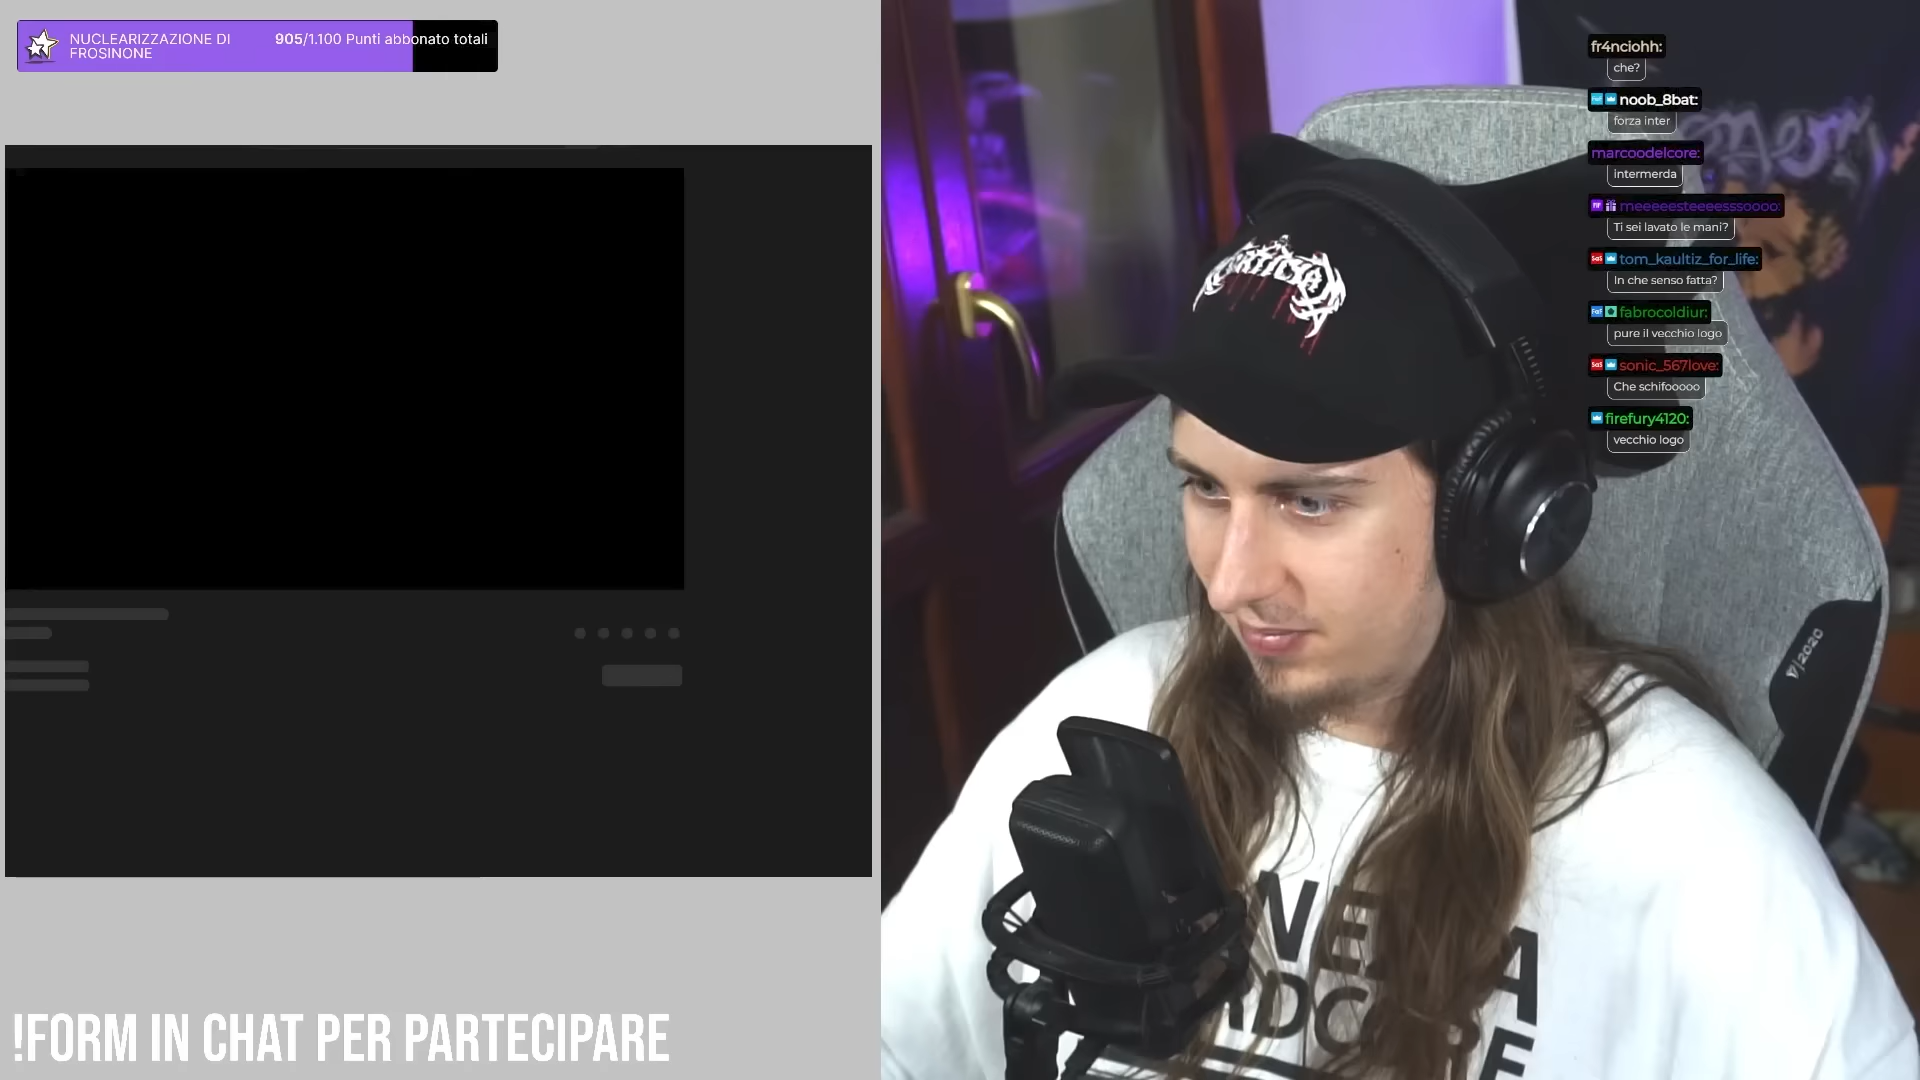 NUCLEARIZZAZIONE DI
FROSINONE
905/1.100 Punti abbonato totali
fr4nciohh:
che?
noob_8bat:
forza inter
marcoodelcore:
intermerda
meeeeesteeeesssoooo:
Ti sei lavato le mani?
tom_kaultiz_for_life:
In che senso fatta?
fabrocoldiur:
pure il vecchio logo
sonic_567love:
Che schifooooo
firefury4120:
vecchio logo
!FORM IN CHAT PER PARTECIPARE